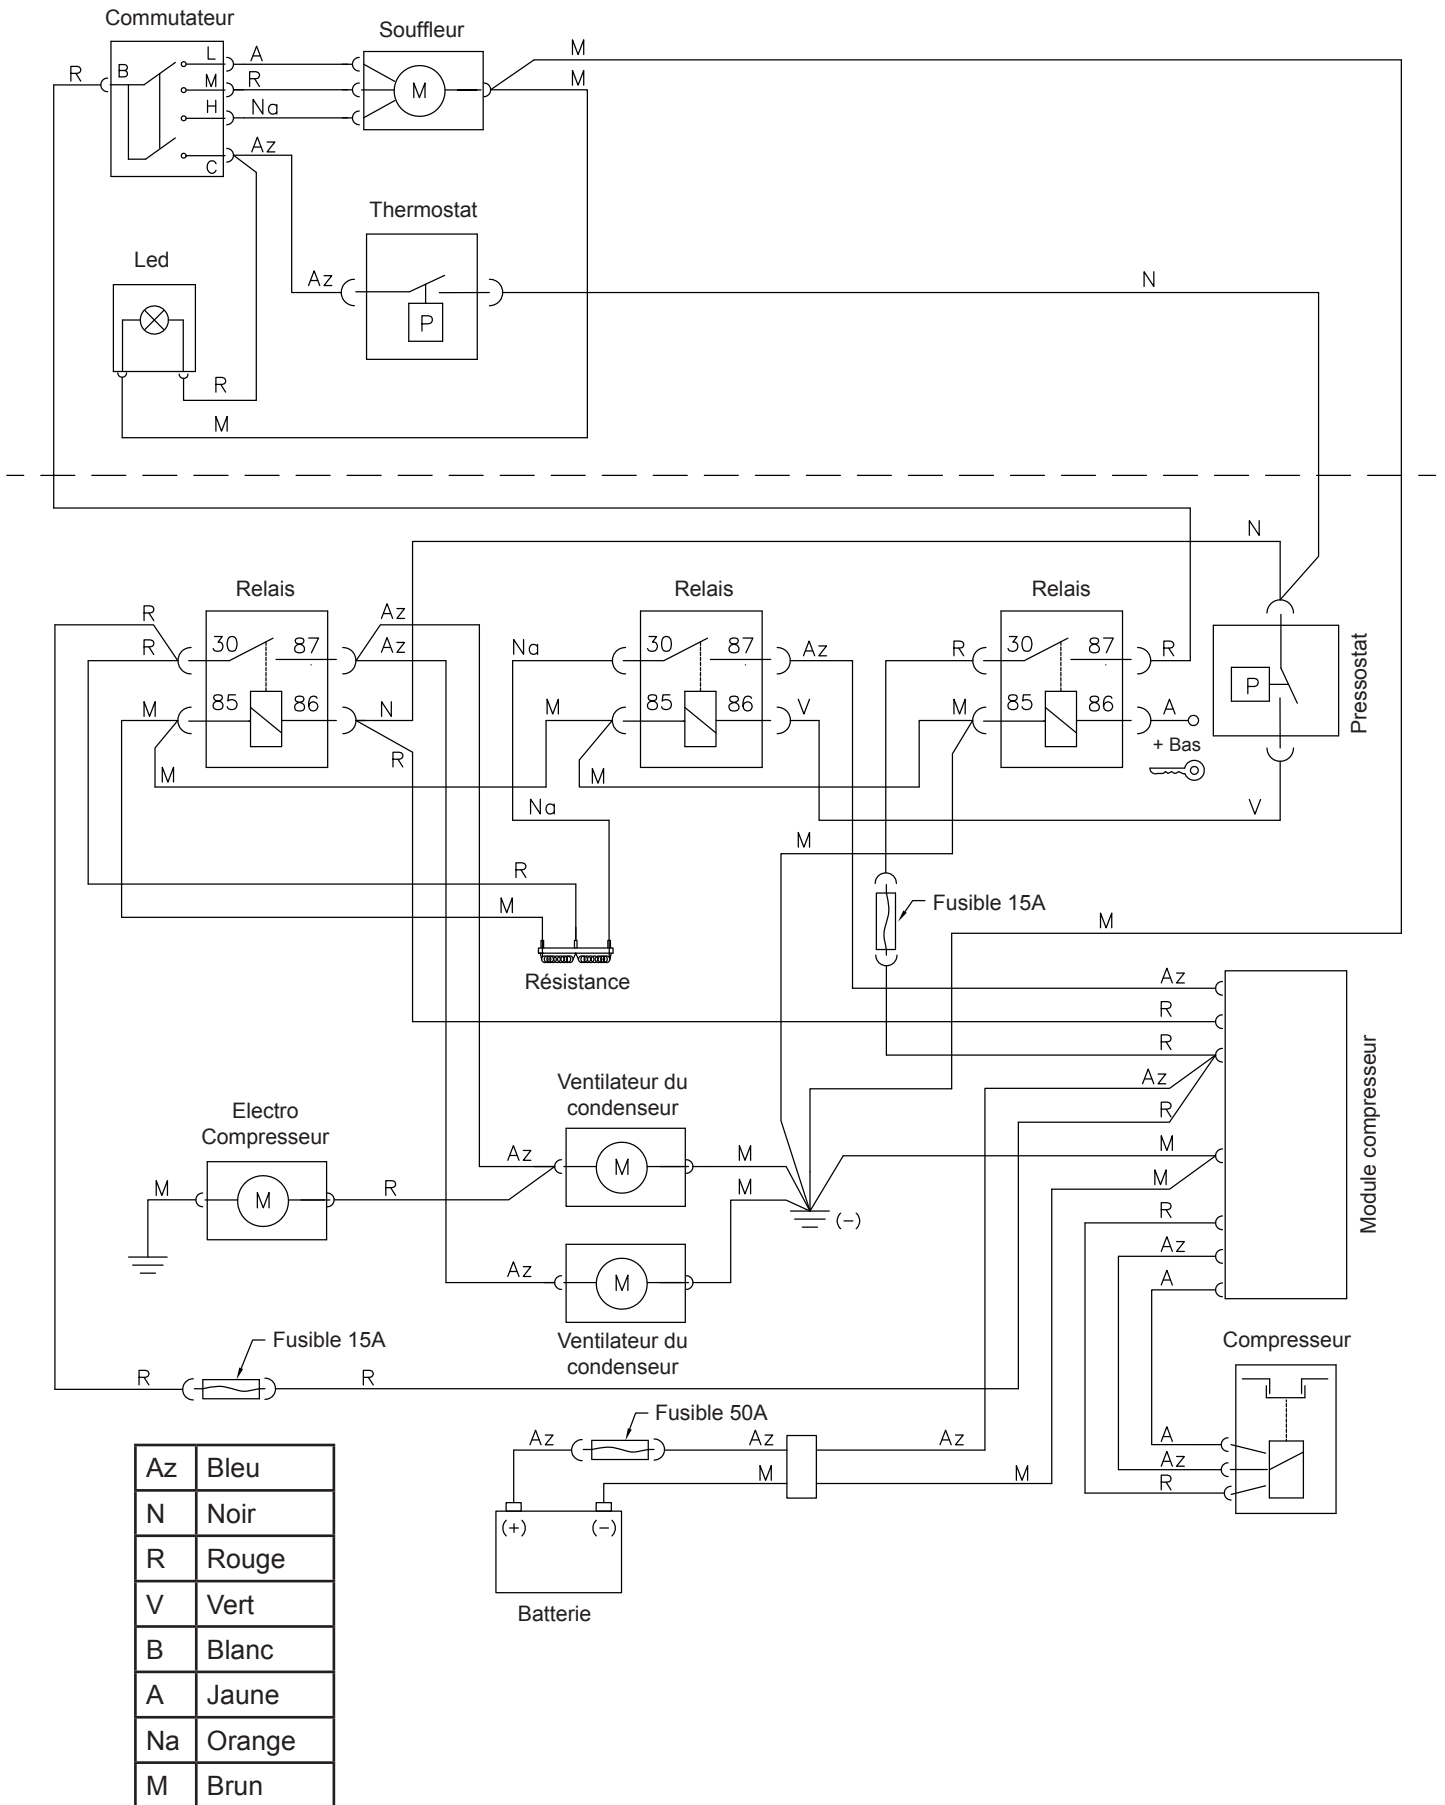 Commutateur
Souffleur
M
R B L A
M R M M
H Na
Az
C
Thermostat
Led
Az N
P
R
M
N
Relais Relais Relais
R Az
R 30 87 Az Na 30 87 Az R 30 87 R
M 85 86 N M 85 86 V M 85 86 A
P
Pressostat
+ Bas
R
M M
Na V
M
R
M Fusible 15A
M
Résistance
Az
R
R
Az
R
M
M
R
Az
A
Module compresseur
Ventilateur du
condenseur
Electro
Compresseur
Az M M
M M R M
(-)
Az M
Ventilateur du
condenseur
Fusible 15A
R R
Compresseur
Fusible 50A
Az Az Az
M M
A
Az
R
(+) (-)
Batterie
Az Bleu
N Noir
R Rouge
V Vert
B Blanc
A Jaune
Na Orange
M Brun